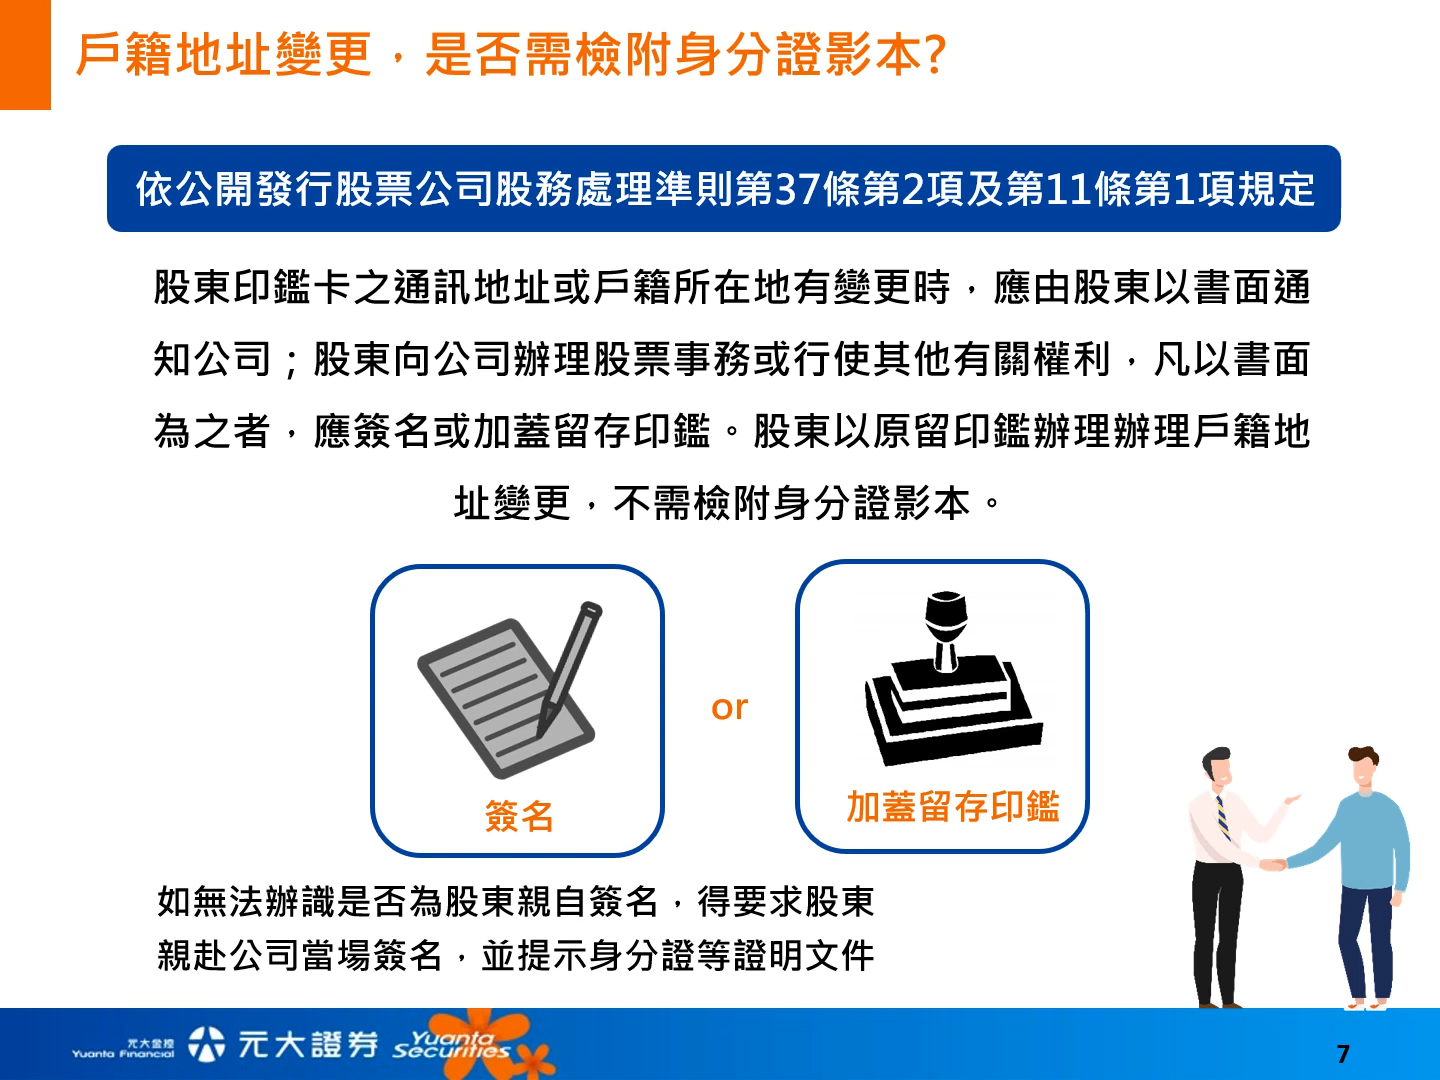 戶籍地址變更，是否需檢附身分證影本?
依公開發行股票公司股務處理準則第37條第2項及第11條第1項規定
股東印鑑卡之通訊地址或戶籍所在地有變更時，應由股東以書面通
知公司；股東向公司辦理股票事務或行使其他有關權利，凡以書面
為之者，應簽名或加蓋留存印鑑。股東以原留印鑑辦理辦理戶籍地
址變更，不需檢附身分證影本。
or
簽名
加蓋留存印鑑
如無法辦識是否為股東親自簽名，得要求股東
親赴公司當場簽名，並提示身分證等證明文件
元大金控
Yuanta Financial
元大證券
Yuanta
Securities
7